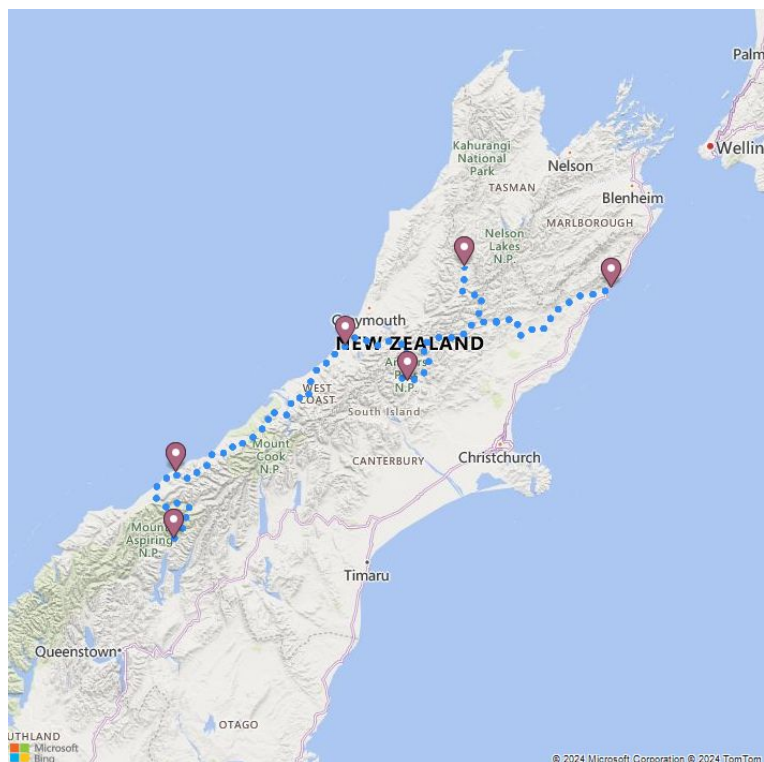 Palm
Kahurangi
National
Park
Nelson
Wellin
TASMAN
Blenheim
MARLBOROUGH
Nelson
Lakes
N.P.
Greymouth
NEW ZEALAND
N.P.
WEST
COAST
South Island
Mount
Cook
N.P.
CANTERBURY
Christchurch
Mount
Aspiring
N.P.
Timaru
Queenstown
OTAGO
UTHLAND
Microsoft
Bing
© 2024 Microsoft Corporation © 2024 TomTom